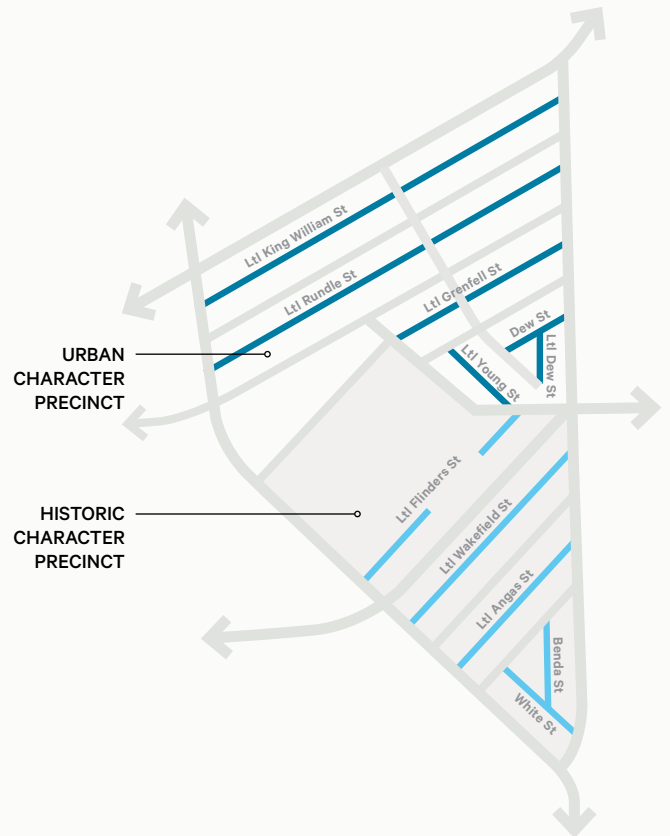 Ltl King William St
Ltl Rundle St
Ltl Grenfell St
Dew St
Ltl Dew St
Ltl Young St
URBAN
CHARACTER
PRECINCT
Ltl Flinders St
HISTORIC
CHARACTER
PRECINCT
Ltl Wakefield St
Ltl Angas St
Benda St
White St